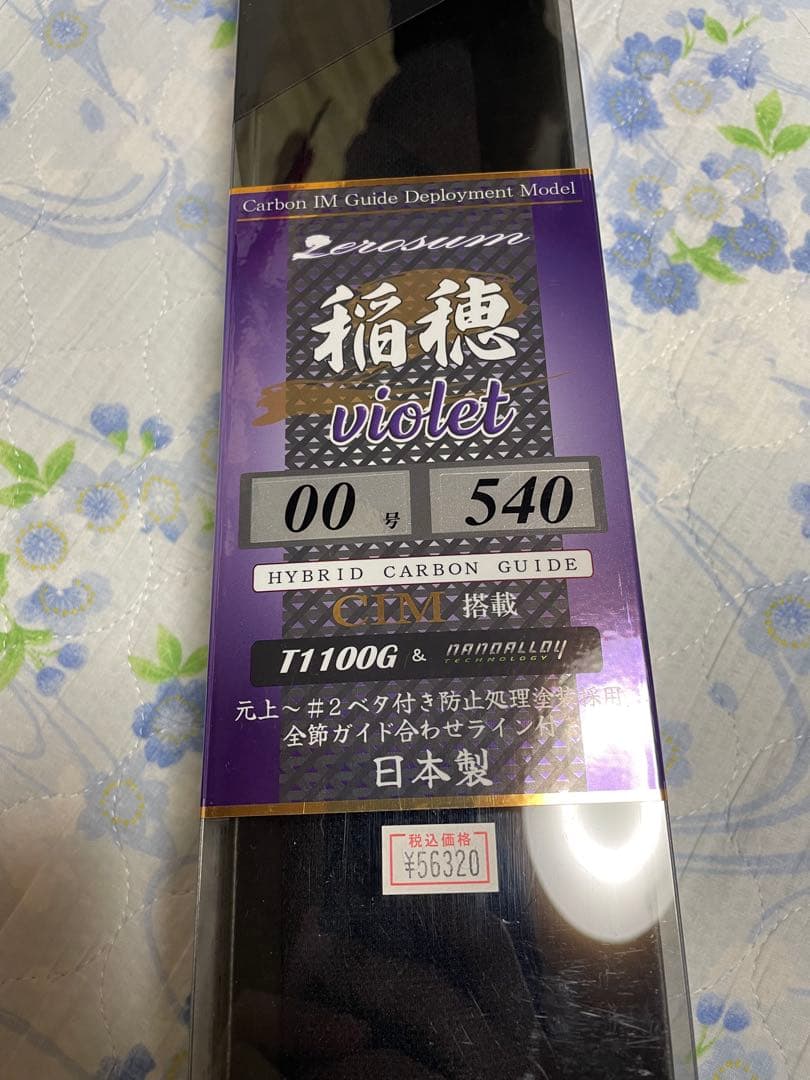 Carbon IM Guide Deployment Model
Zerosum
稲穂
violet
00号 540
HYBRID CARBON GUIDE
CIM 搭載
T1100G & NANOALLOY
TECHNOLOGY
元上～#2ベタ付き防止処理塗装採用
全節ガイド合わせライン付
日本製
税込価格
¥56320